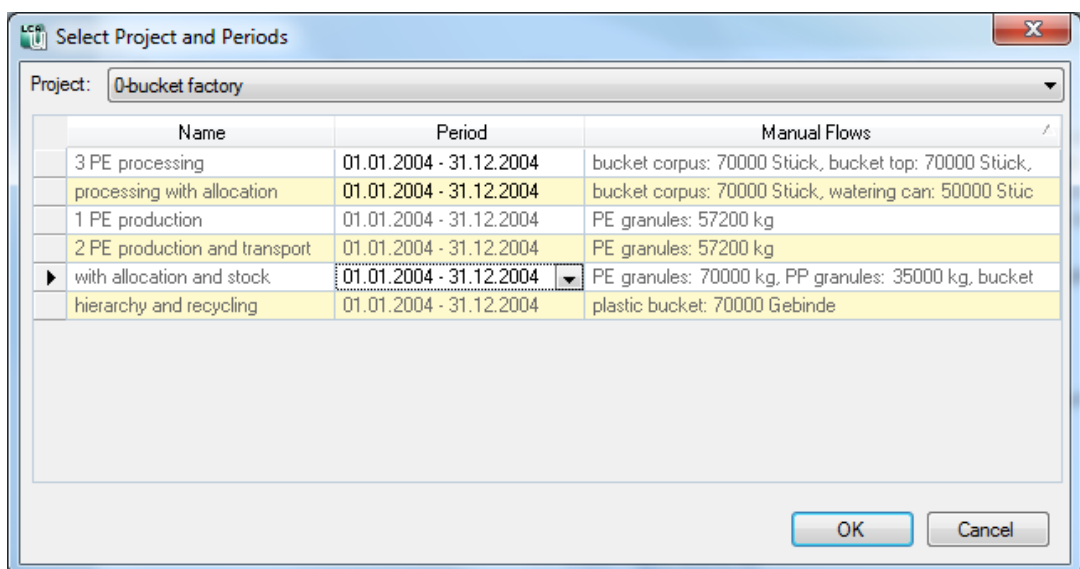 LCA
U
Select Project and Periods
Project: 0-bucket factory
Name Period Manual Flows
3 PE processing 01.01.2004 - 31.12.2004 bucket corpus: 70000 Stück, bucket top: 70000 Stück,
processing with allocation 01.01.2004 - 31.12.2004 bucket corpus: 70000 Stück, watering can: 50000 Stüc
1 PE production 01.01.2004 - 31.12.2004 PE granules: 57200 kg
2 PE production and transport 01.01.2004 - 31.12.2004 PE granules: 57200 kg
with allocation and stock 01.01.2004 - 31.12.2004 PE granules: 70000 kg, PP granules: 35000 kg, bucket
hierarchy and recycling 01.01.2004 - 31.12.2004 plastic bucket: 70000 Gebinde
OK Cancel